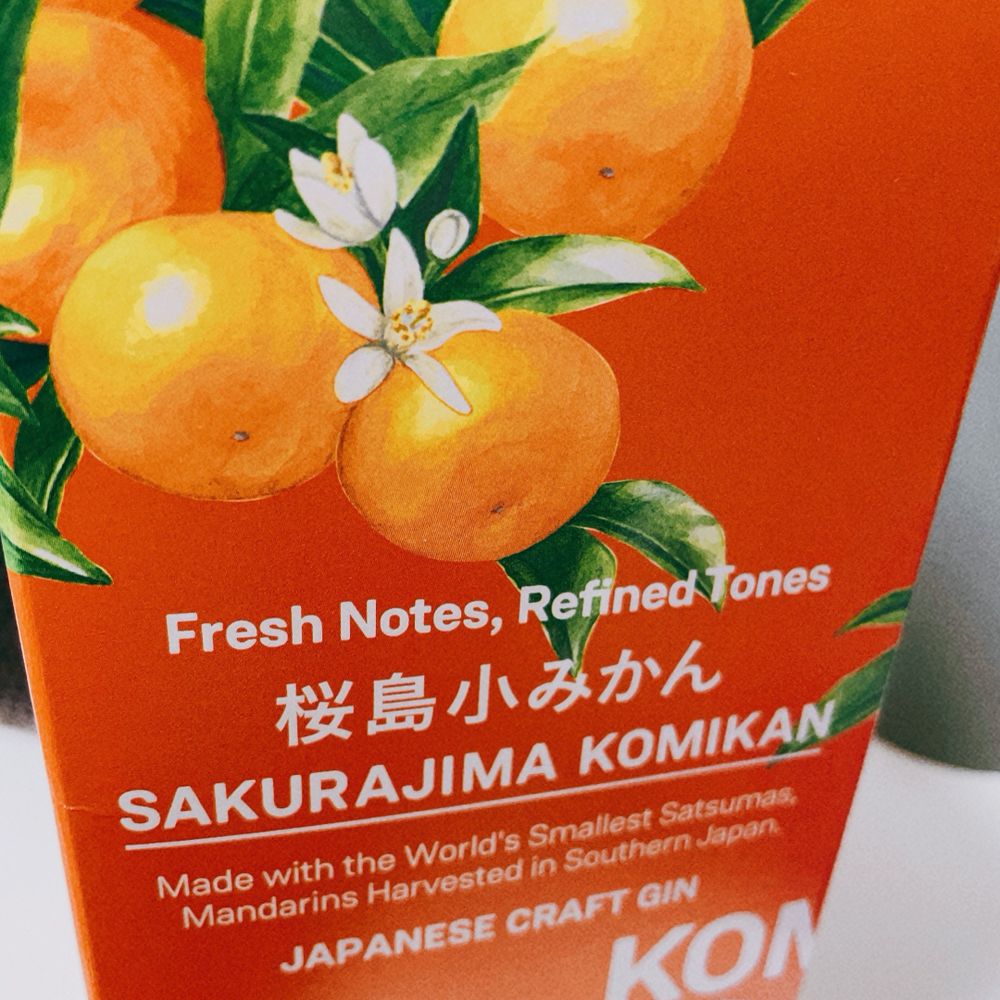 Fresh Notes, Refined Tones
桜島小みかん
SAKURAJIMA KOMIKAN
Made with the World's Smallest Satsumas,
Mandarins Harvested in Southern Japan.
JAPANESE CRAFT GIN
KOM